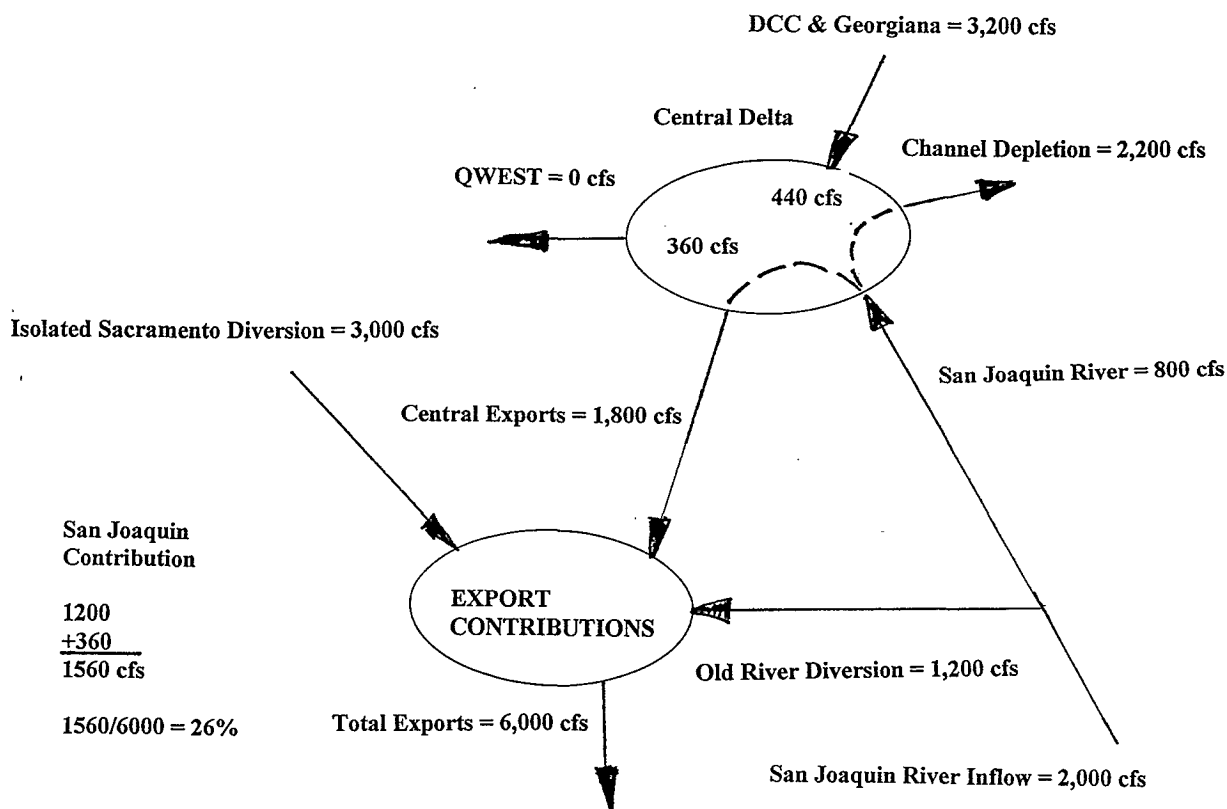 DCC & Georgiana = 3,200 cfs
Central Delta
Channel Depletion = 2,200 cfs
QWEST = 0 cfs
440 cfs
360 cfs
Isolated Sacramento Diversion = 3,000 cfs
San Joaquin River = 800 cfs
Central Exports = 1,800 cfs
San Joaquin
Contribution
1200
+360
1560 cfs
1560/6000 = 26%
EXPORT
CONTRIBUTIONS
Old River Diversion = 1,200 cfs
Total Exports = 6,000 cfs
San Joaquin River Inflow = 2,000 cfs